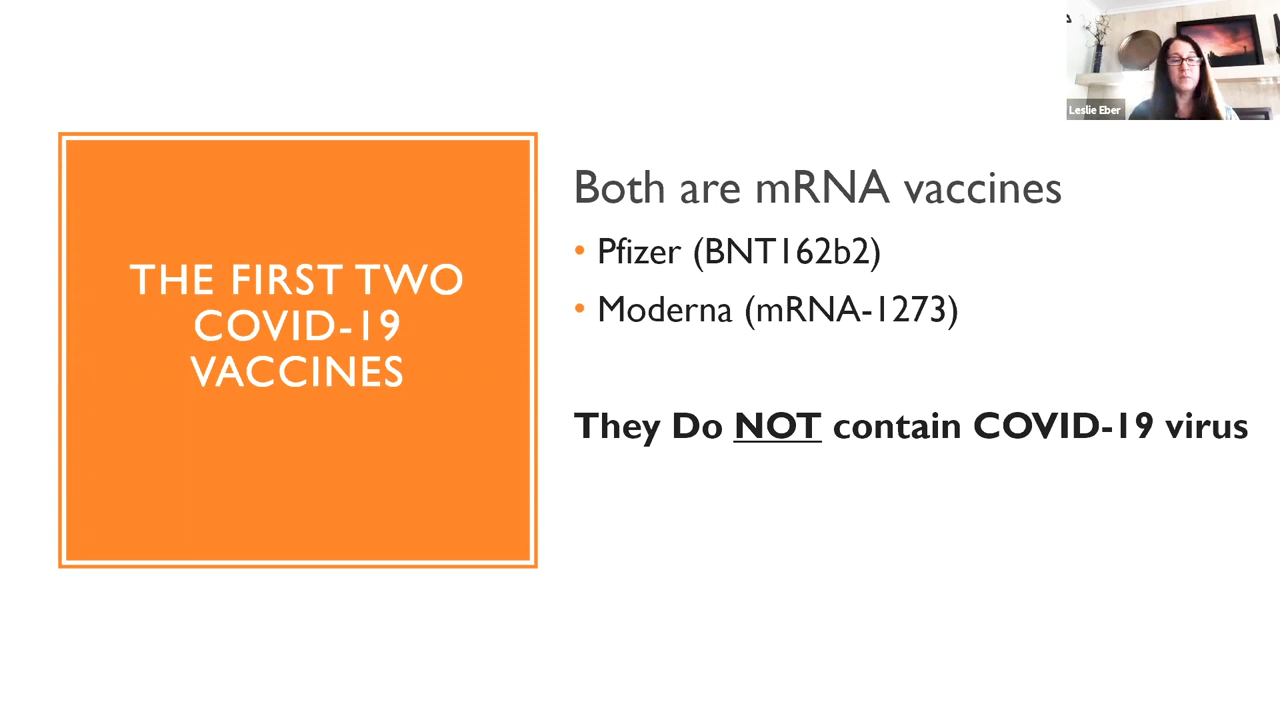 Leslie Eber
THE FIRST TWO
COVID-19
VACCINES
Both are mRNA vaccines
• Pfizer (BNT162b2)
• Moderna (mRNA-1273)
They Do NOT contain COVID-19 virus